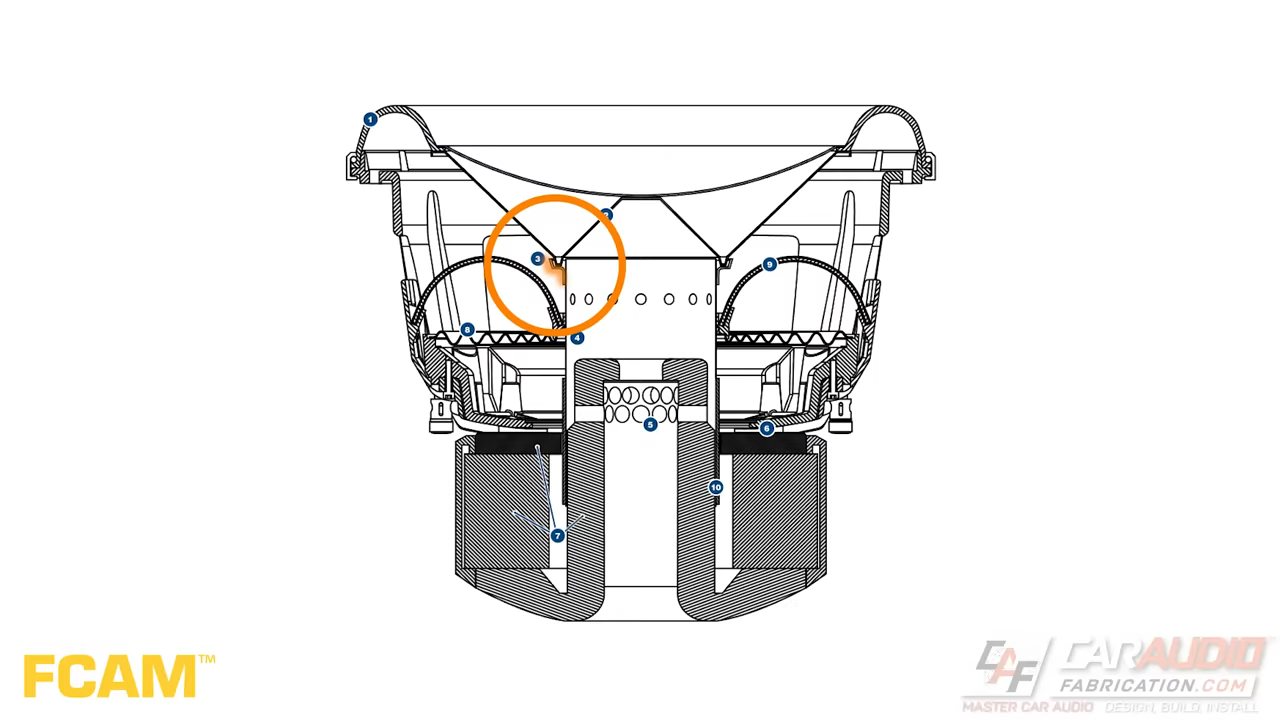 1
2
3
9
8
4
5
6
10
7
FCAM™
CAF
CARAUDIO
FABRICATION.COM
MASTER CAR AUDIO DESIGN, BUILD, INSTALL